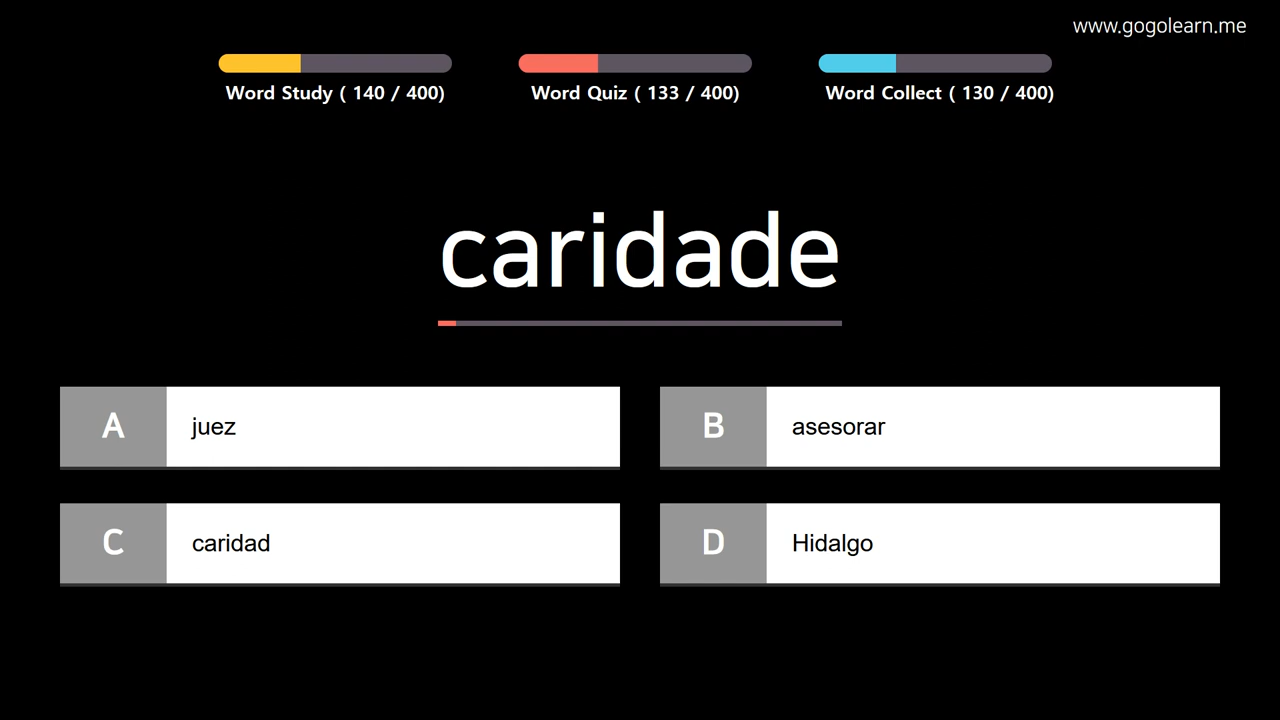 www.gogolearn.me
Word Study ( 140 / 400)
Word Quiz ( 133 / 400)
Word Collect ( 130 / 400)
caridade
A juez
B asesorar
C caridad
D Hidalgo